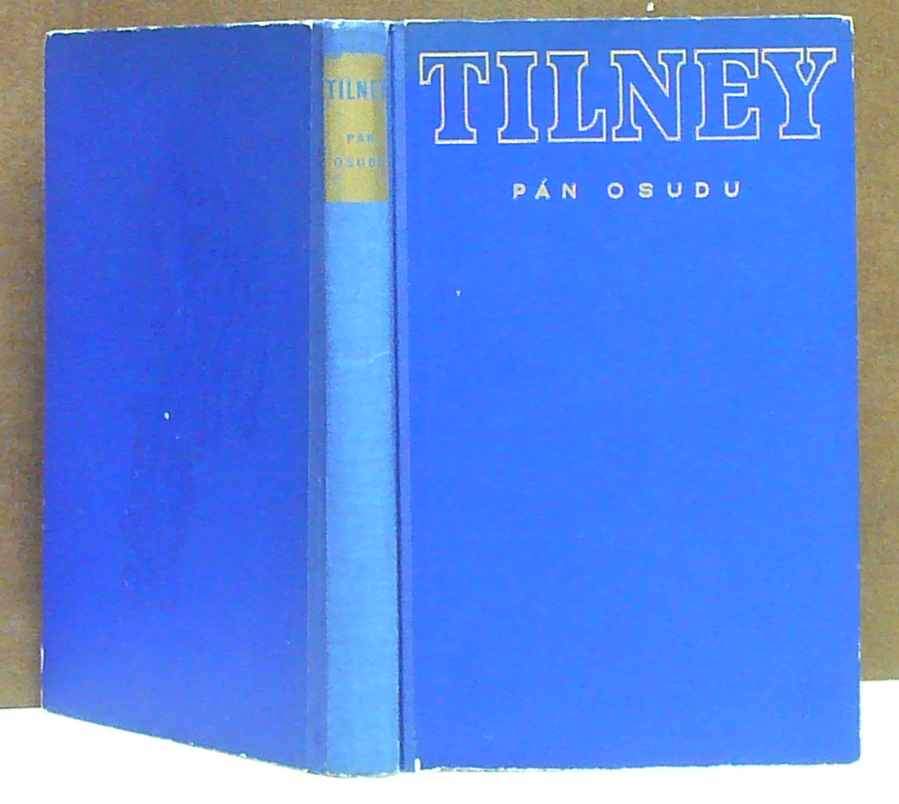 TILNEY
PÁN
OSUDU
TILNEY
PÁN OSUDU